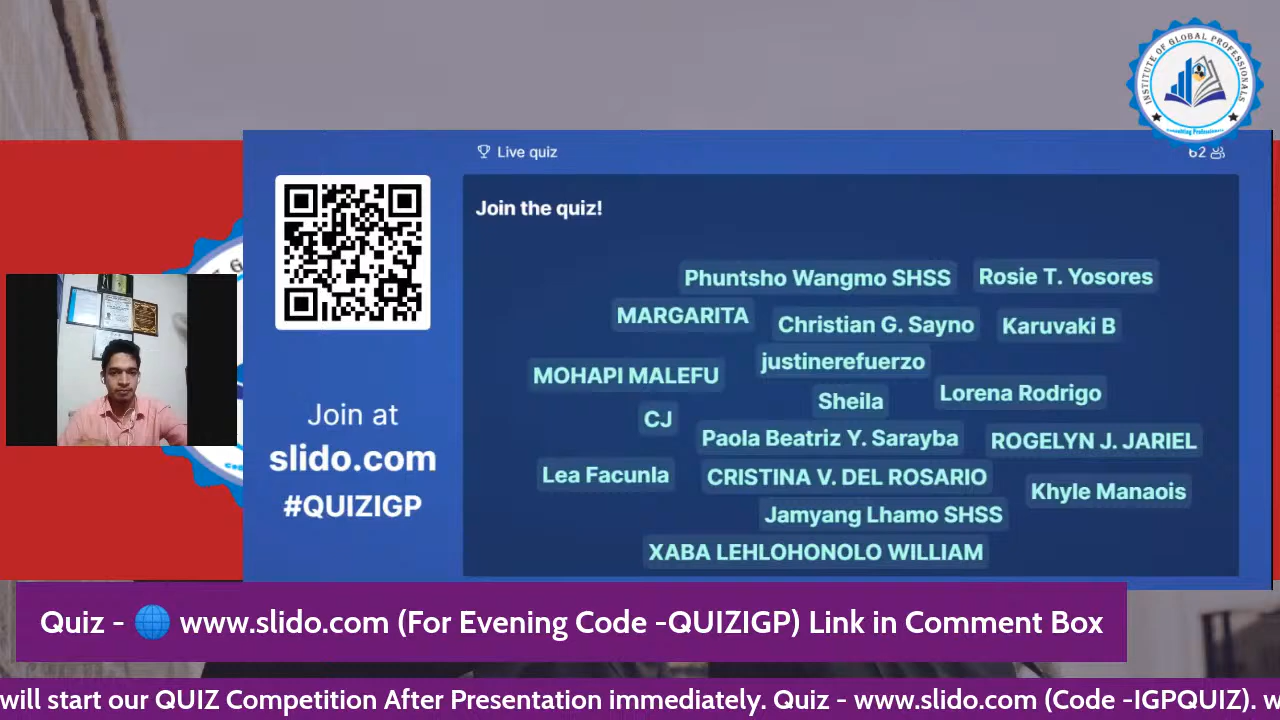 INSTITUTE OF GLOBAL PROFESSIONALS
Consulting Professionals
Live quiz
62
Join the quiz!
Phuntsho Wangmo SHSS
Rosie T. Yosores
MARGARITA
Christian G. Sayno
Karuvaki B
justinerefuerzo
MOHAPI MALEFU
Lorena Rodrigo
Sheila
CJ
Paola Beatriz Y. Sarayba
ROGELYN J. JARIEL
Lea Facunla
CRISTINA V. DEL ROSARIO
Khyle Manaois
Jamyang Lhamo SHSS
XABA LEHLOHONOLO WILLIAM
Join at
slido.com
#QUIZIGP
Quiz - 🌐 www.slido.com (For Evening Code -QUIZIGP) Link in Comment Box
will start our QUIZ Competition After Presentation immediately. Quiz - www.slido.com (Code -IGPQUIZ). w